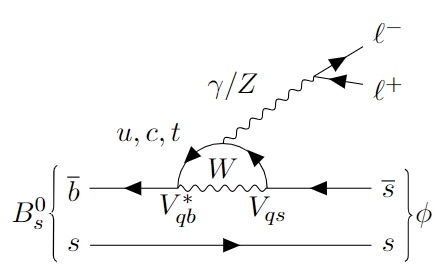 ℓ⁻
γ/Z
ℓ⁺
u, c, t
W
b̅ s̅
V*qb Vqs
B⁰s ϕ
s s